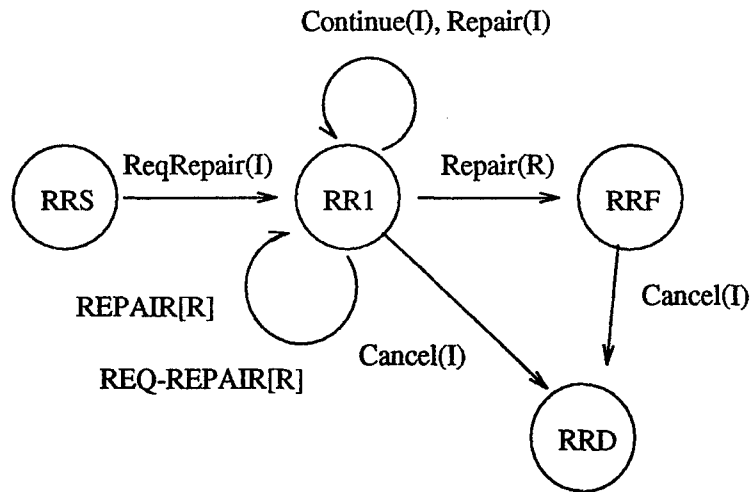 Continue(I), Repair(I)
ReqRepair(I)
Repair(R)
RRS
RR1
RRF
REPAIR[R]
Cancel(I)
Cancel(I)
REQ-REPAIR[R]
RRD